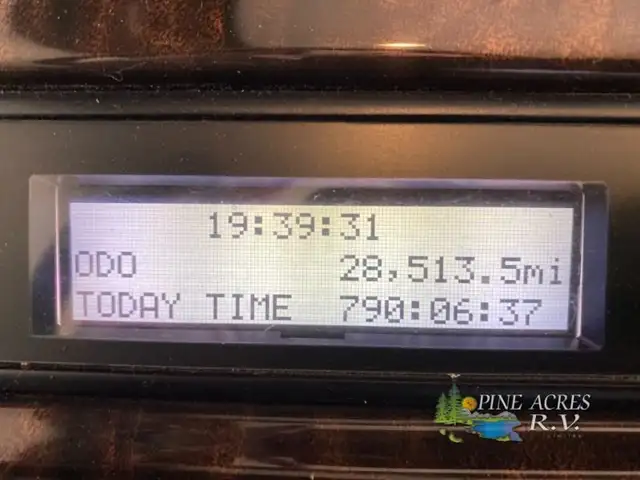 19:39:31
ODO 28,513.5mi
TODAY TIME 790:06:37
PINE ACRES
R.V.